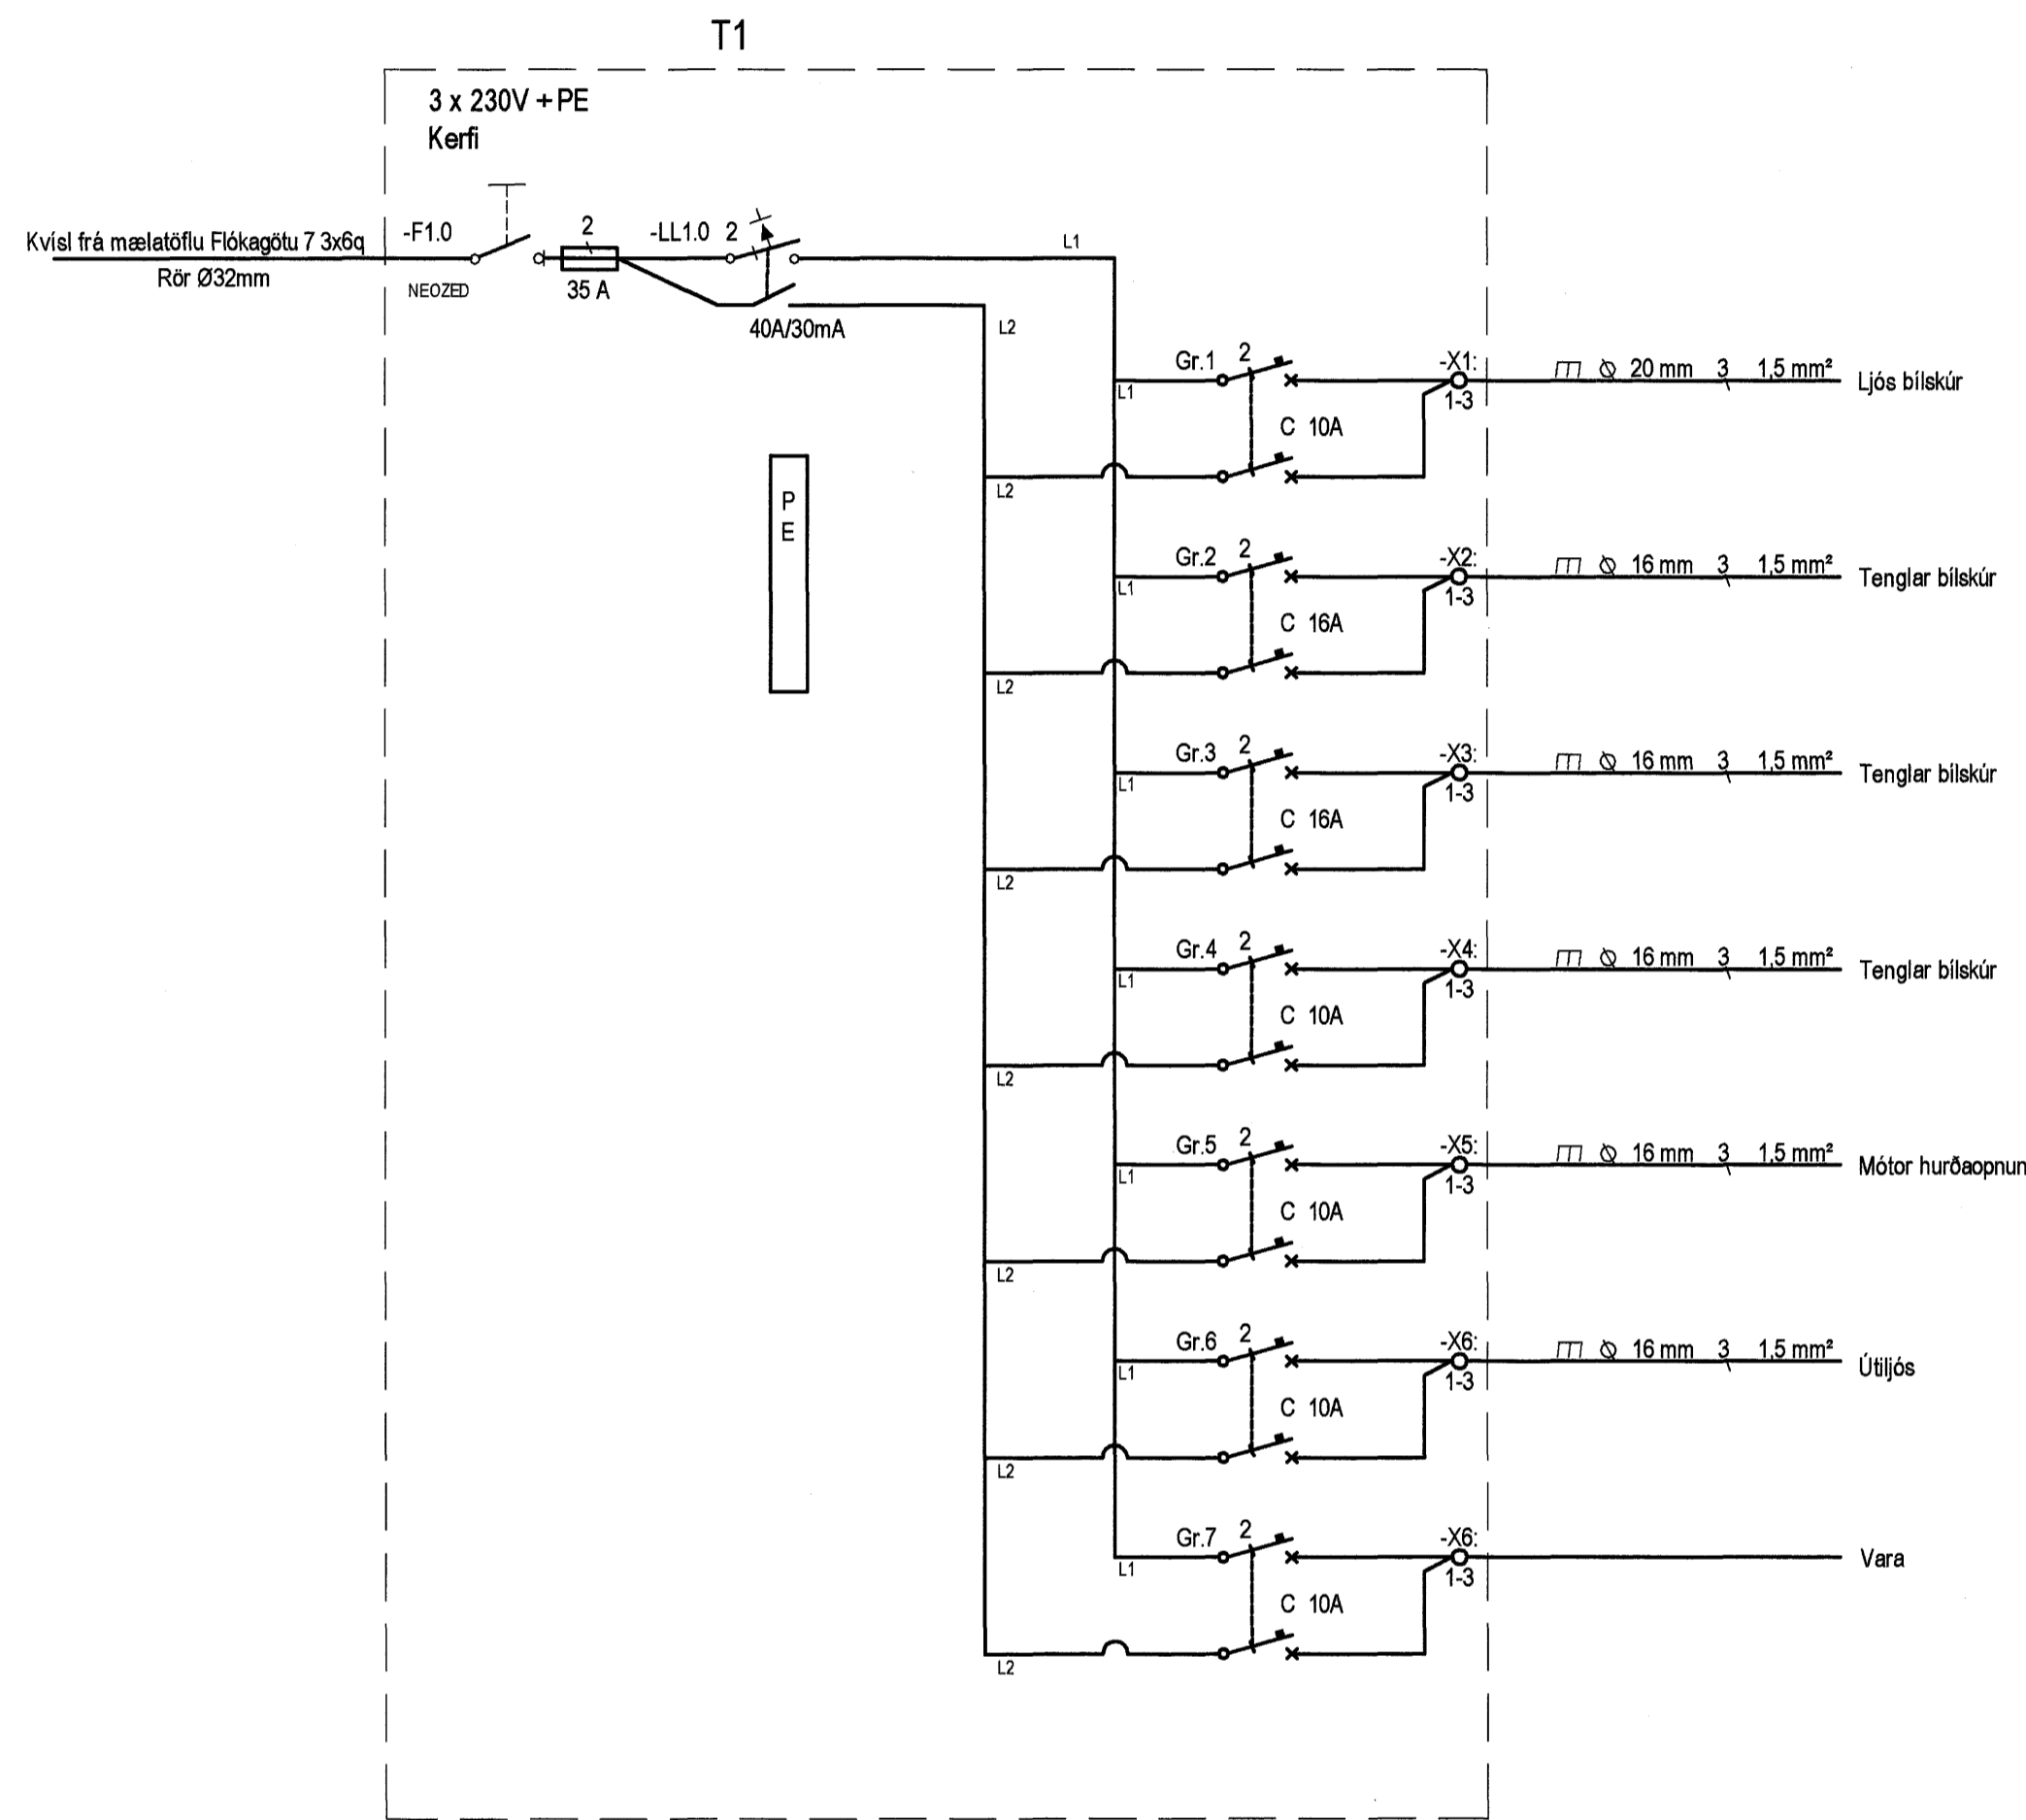 T1
3 x 230V + PE
Kerfi
Kvísl frá mælatöflu Flókagötu 7 3x6q
Rör Ø32mm
-F1.0
NEOZED
2
35 A
-LL1.0 2
40A/30mA
L1
L2
P
E
Gr.1 2
L1
C 10A
L2
-X1:
1-3
Ø 20 mm 3 1,5 mm²
Ljós bílskúr
Gr.2 2
L1
C 16A
L2
-X2:
1-3
Ø 16 mm 3 1,5 mm²
Tenglar bílskúr
Gr.3 2
L1
C 16A
L2
-X3:
1-3
Ø 16 mm 3 1,5 mm²
Tenglar bílskúr
Gr.4 2
L1
C 10A
L2
-X4:
1-3
Ø 16 mm 3 1,5 mm²
Tenglar bílskúr
Gr.5 2
L1
C 10A
L2
-X5:
1-3
Ø 16 mm 3 1,5 mm²
Mótor hurðaopnun
Gr.6 2
L1
C 10A
L2
-X6:
1-3
Ø 16 mm 3 1,5 mm²
Útiljós
Gr.7 2
L1
C 10A
L2
-X6:
1-3
Vara